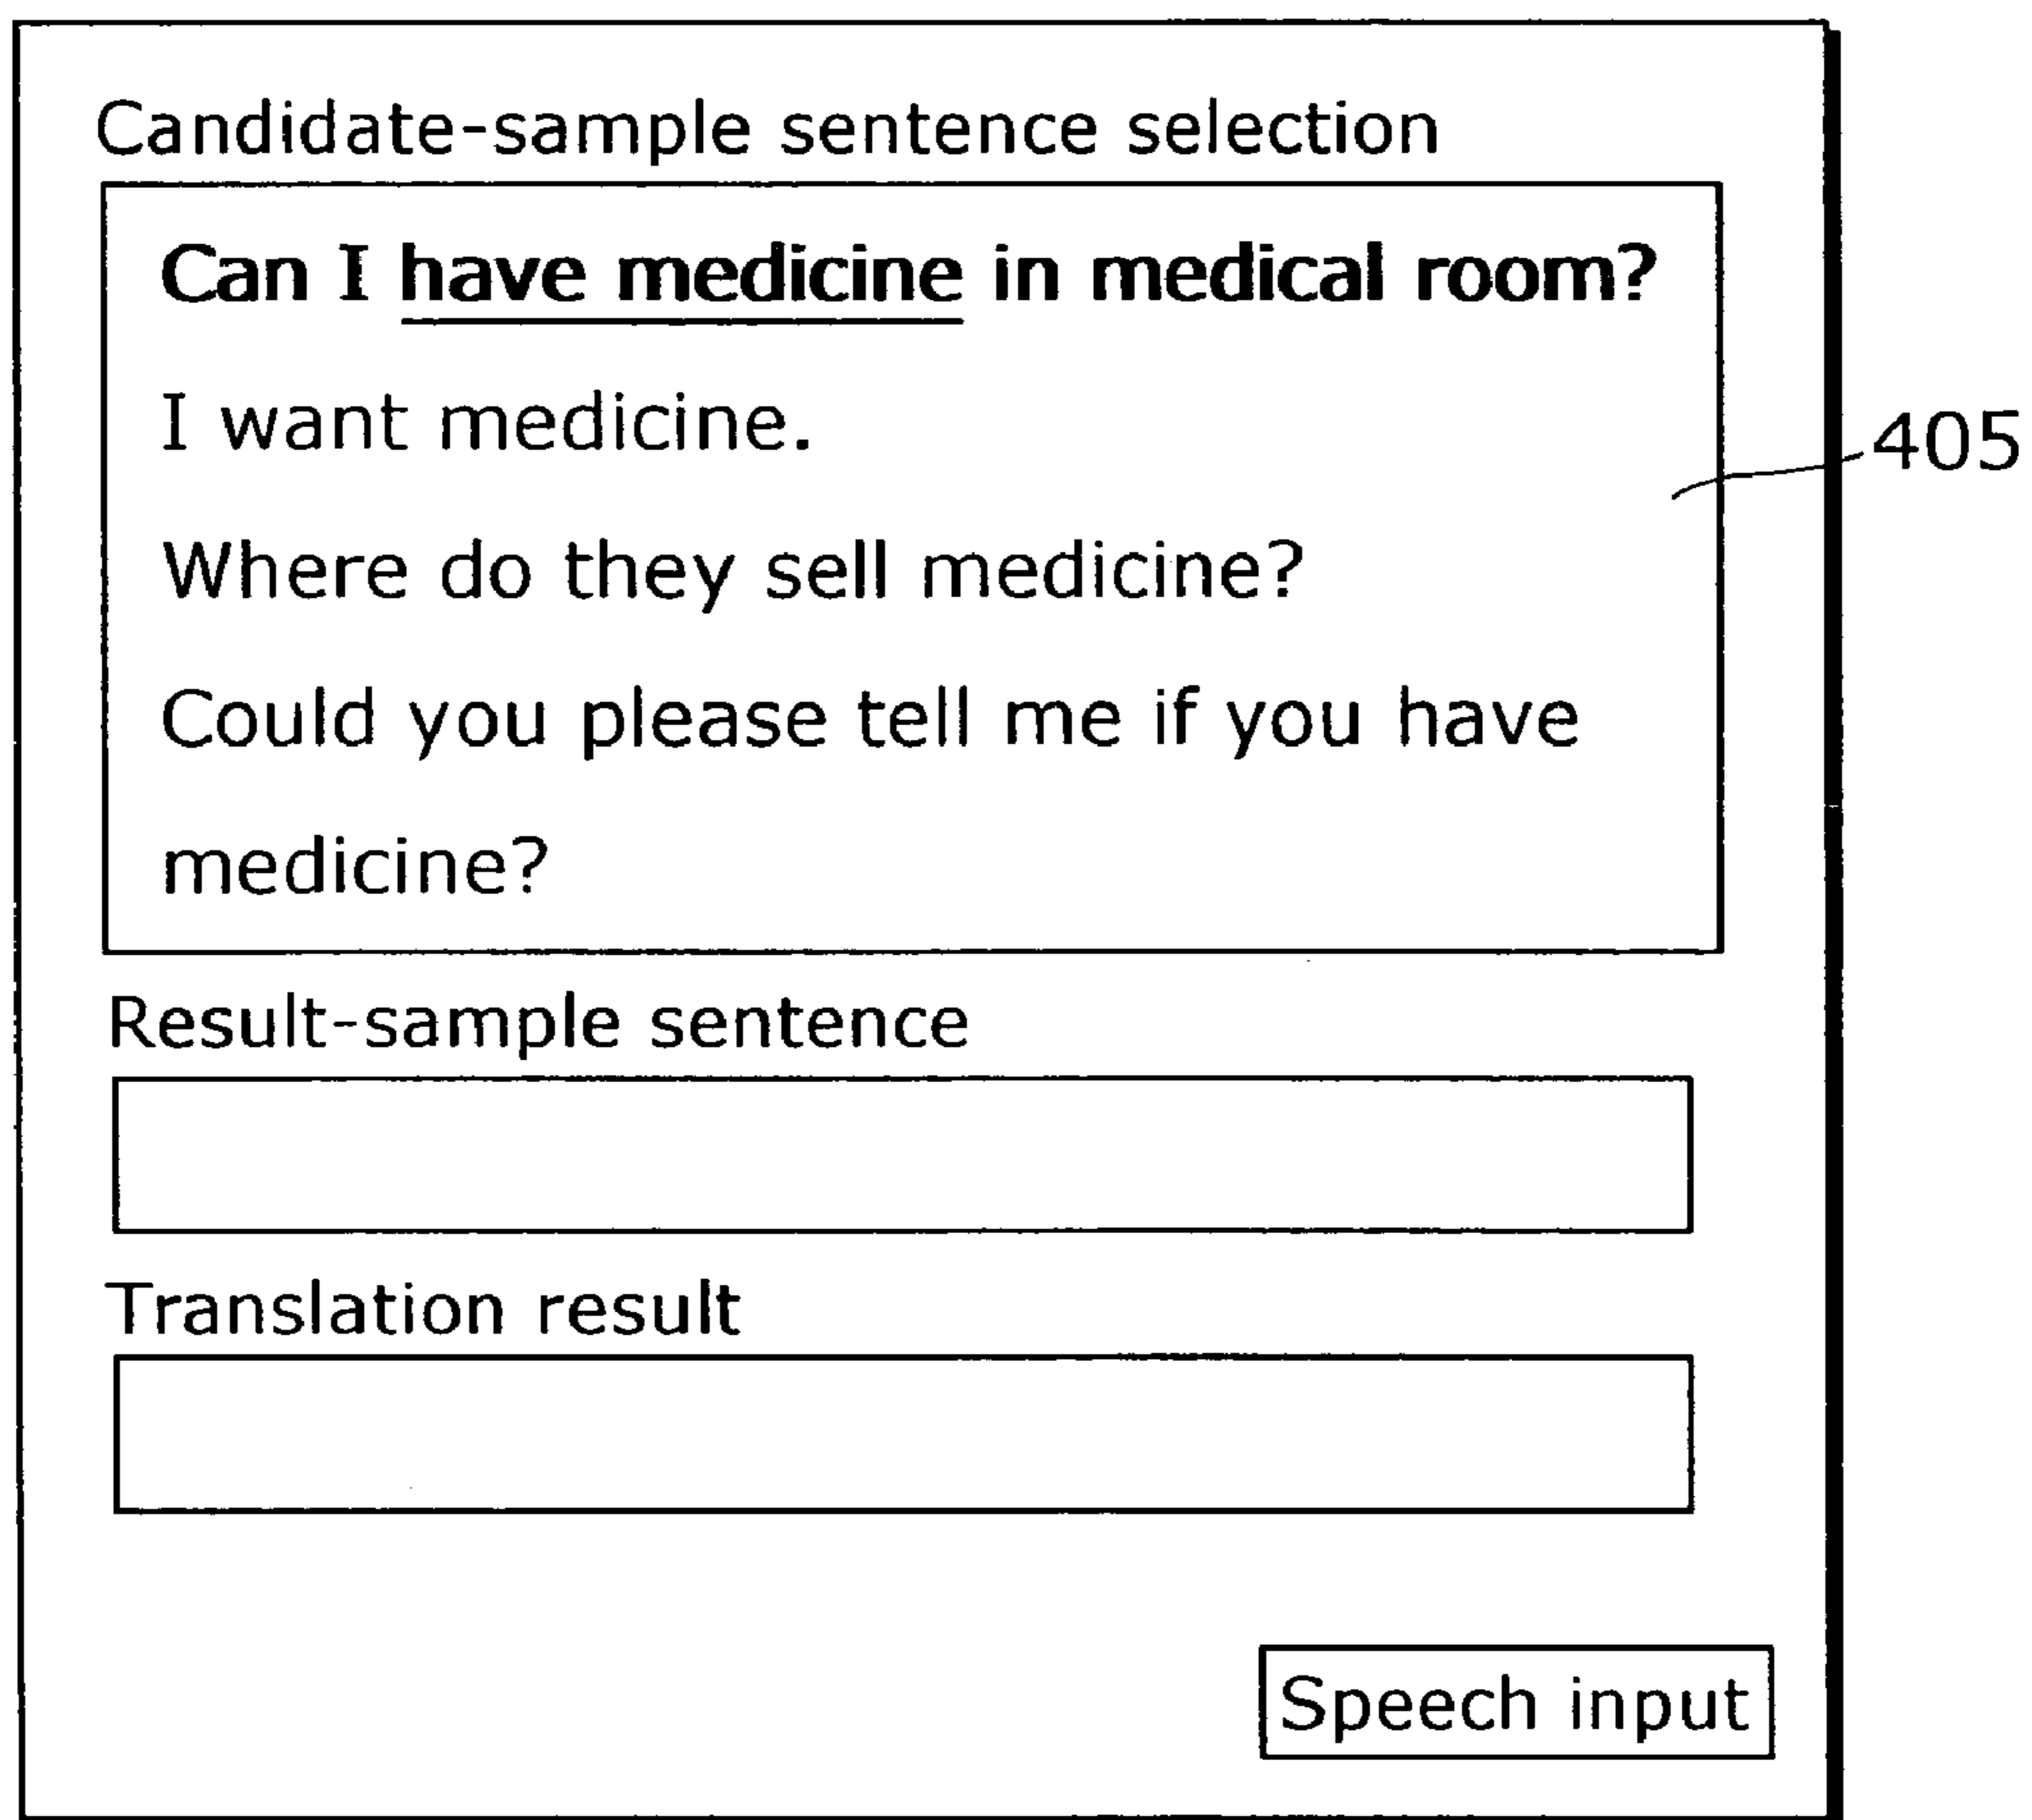 Candidate-sample sentence selection
Can I have medicine in medical room?
I want medicine.
405
Where do they sell medicine?
Could you please tell me if you have
medicine?
Result-sample sentence
Translation result
Speech input